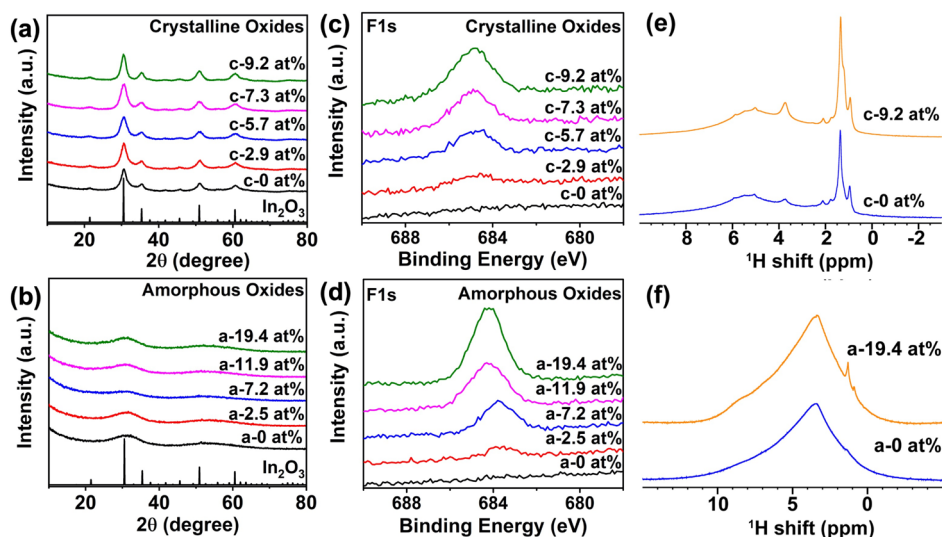 (a)
Crystalline Oxides
Intensity (a.u.)
c-9.2 at%
c-7.3 at%
c-5.7 at%
c-2.9 at%
c-0 at%
In₂O₃
20 40 60 80
2θ (degree)
(b)
Amorphous Oxides
Intensity (a.u.)
a-19.4 at%
a-11.9 at%
a-7.2 at%
a-2.5 at%
a-0 at%
In₂O₃
20 40 60 80
2θ (degree)
(c)
F1s
Crystalline Oxides
Intensity (a.u.)
c-9.2 at%
c-7.3 at%
c-5.7 at%
c-2.9 at%
c-0 at%
688 684 680
Binding Energy (eV)
(d)
F1s
Amorphous Oxides
Intensity (a.u.)
a-19.4 at%
a-11.9 at%
a-7.2 at%
a-2.5 at%
a-0 at%
688 684 680
Binding Energy (eV)
(e)
c-9.2 at%
c-0 at%
8 6 4 2 0 -2
¹H shift (ppm)
(f)
a-19.4 at%
a-0 at%
10 5 0
¹H shift (ppm)